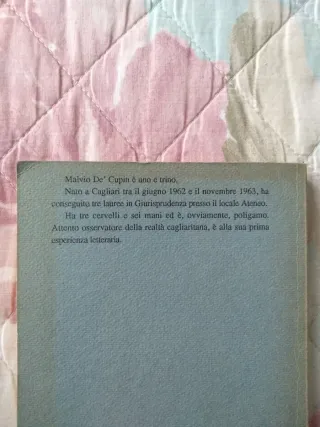 Malvio De' Cupin è uno e trino.
Nato a Cagliari tra il giugno 1962 e il novembre 1963, ha
conseguito tre lauree in Giurisprudenza presso il locale Ateneo.
Ha tre cervelli e sei mani ed è, ovviamente, poligamo.
Attento osservatore della realtà cagliaritana, è alla sua prima
esperienza letteraria.